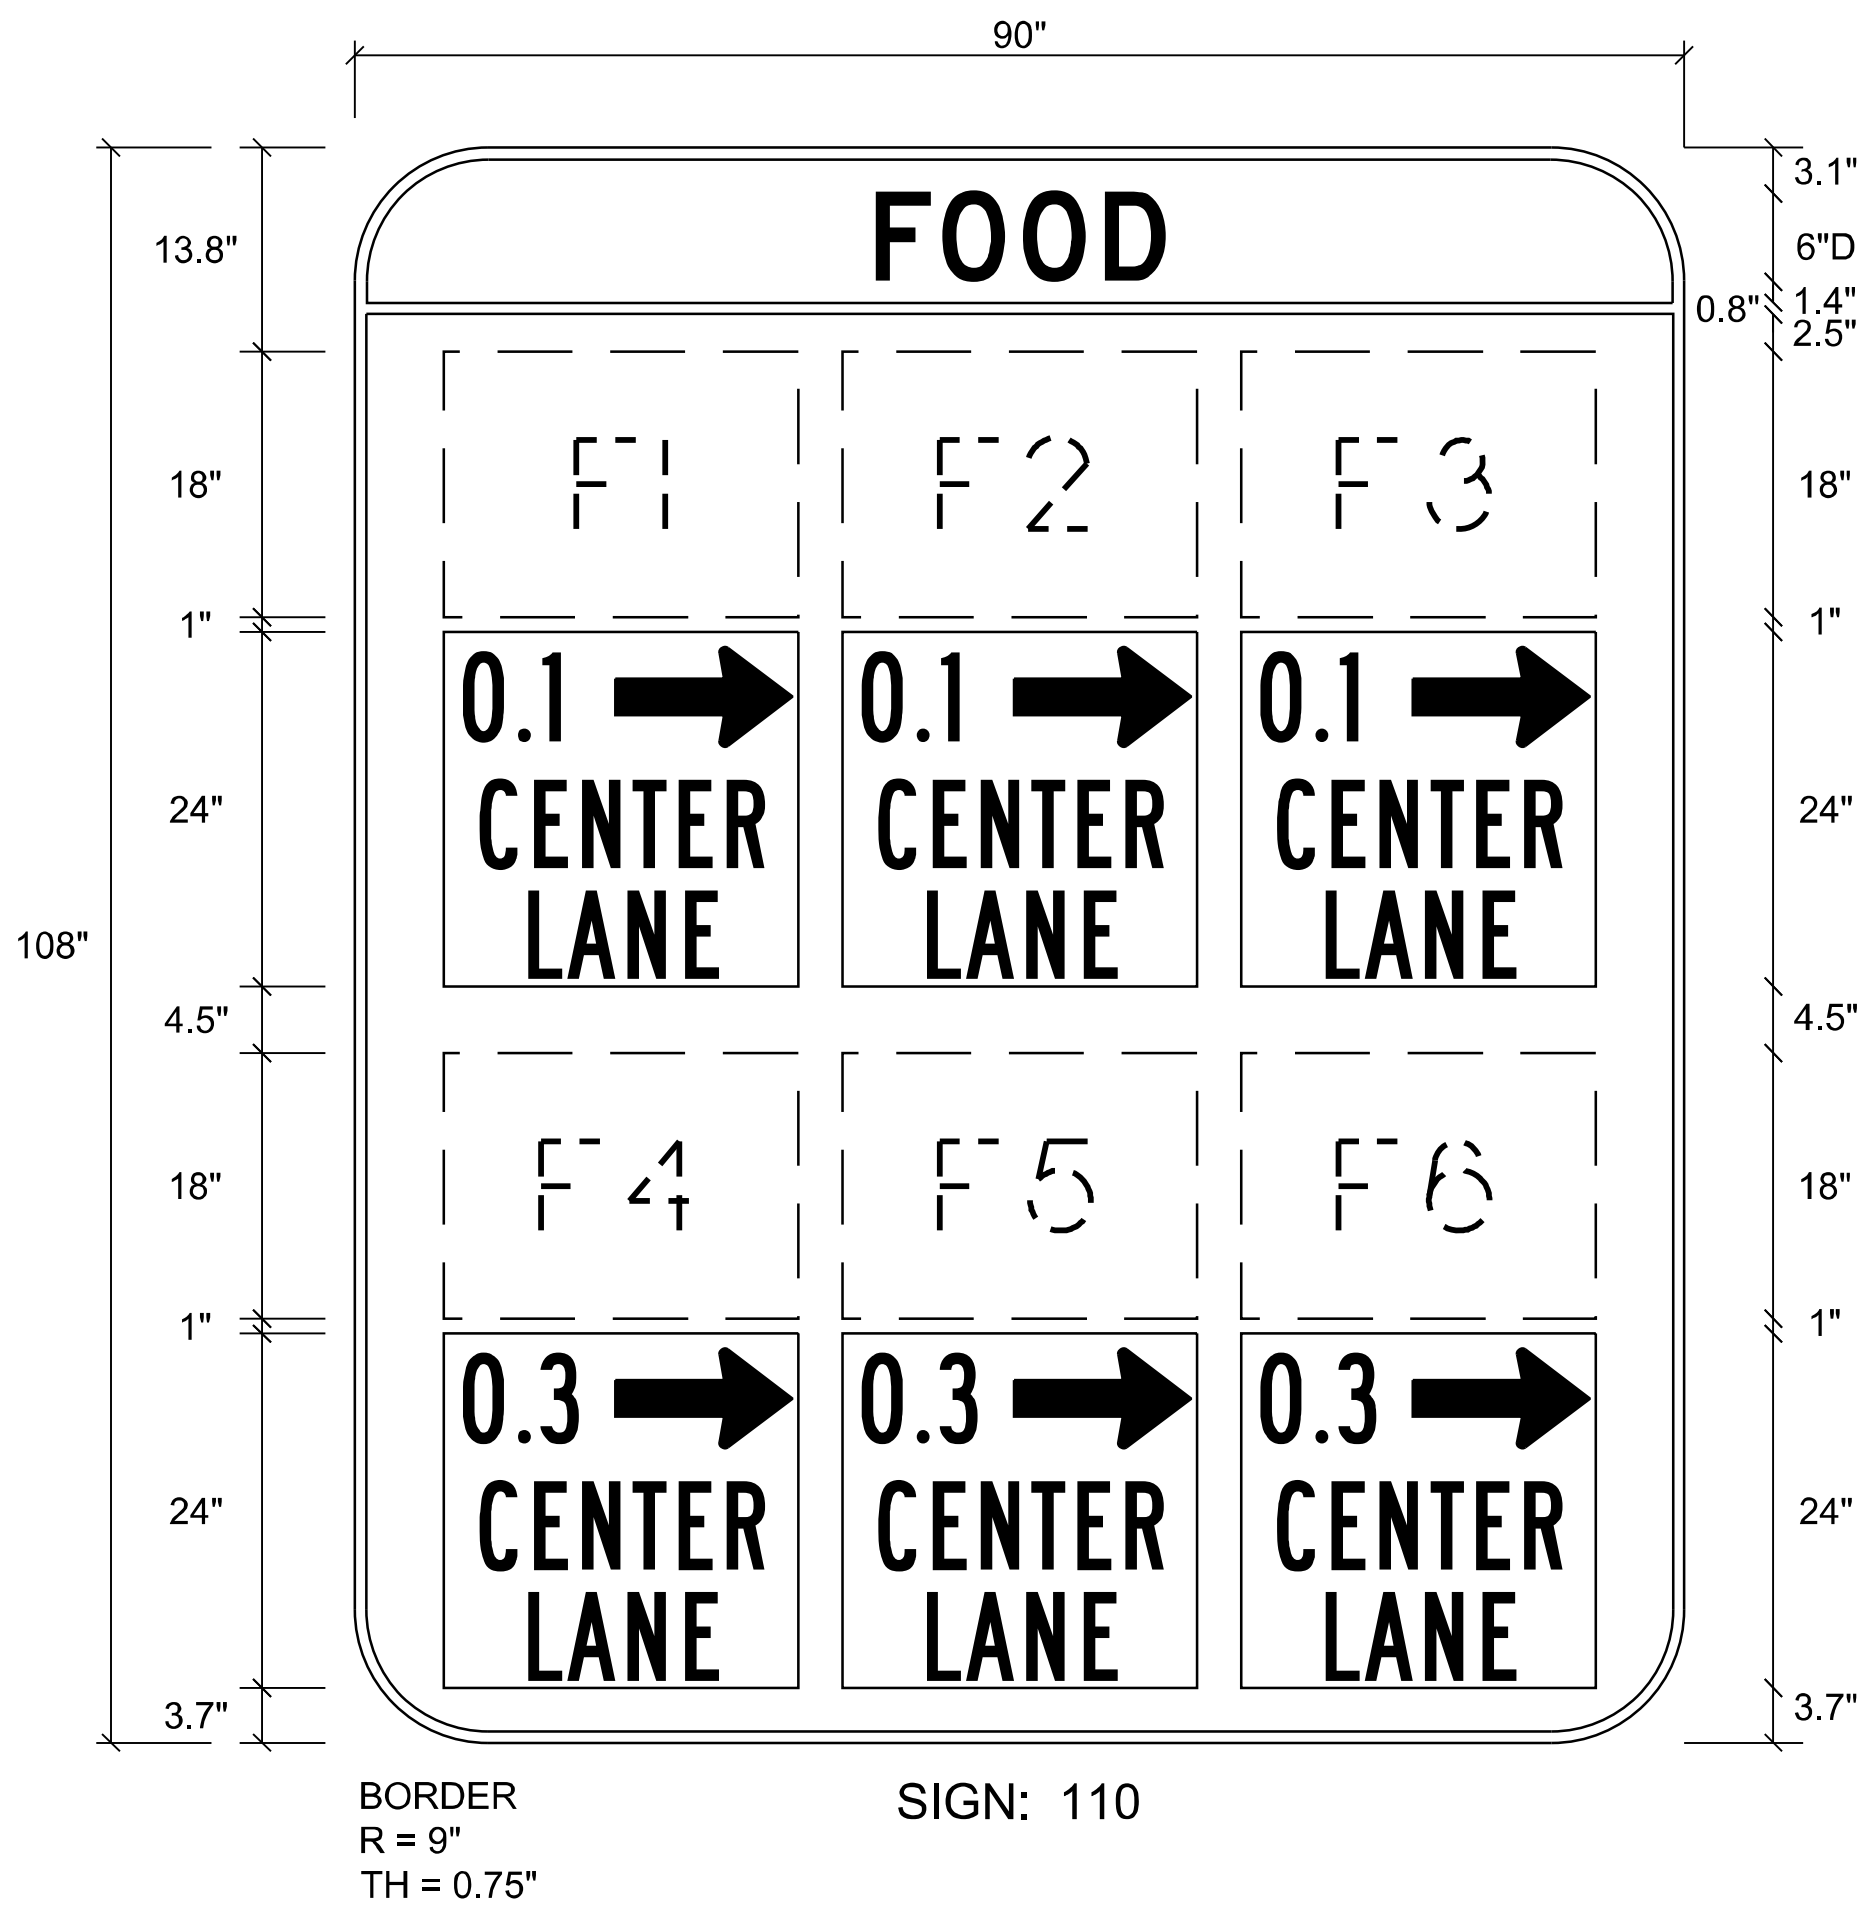 90"
3.1"
FOOD
13.8"
6"D
1.4"
0.8"
2.5"
F1 F2 F3
18" 18"
1" 1"
0.1 0.1 0.1
CENTER CENTER CENTER
24" 24"
LANE LANE LANE
108"
4.5" 4.5"
F4 F5 F6
18" 18"
1" 1"
0.3 0.3 0.3
CENTER CENTER CENTER
24" 24"
LANE LANE LANE
3.7" 3.7"
BORDER
R = 9"
TH = 0.75"
SIGN: 110